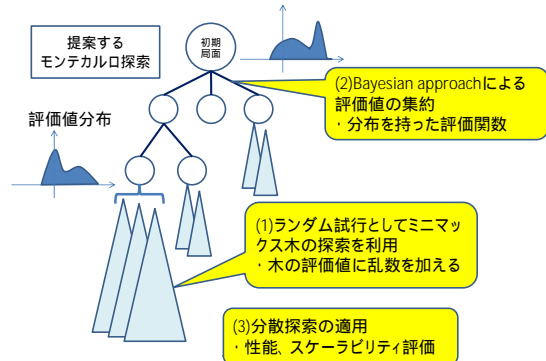 提案する
モンテカルロ探索
初期
局面
(2)Bayesian approachによる
評価値の集約
・分布を持った評価関数
評価値分布
(1)ランダム試行としてミニマッ
クス木の探索を利用
・木の評価値に乱数を加える
(3)分散探索の適用
・性能、スケーラビリティ評価